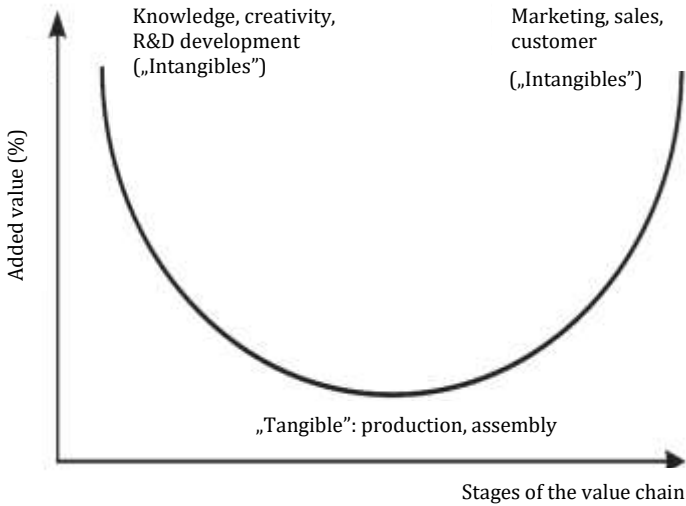 Knowledge, creativity,
R&D development
(„Intangibles”)
Marketing, sales,
customer
(„Intangibles”)
Added value (%)
„Tangible”: production, assembly
Stages of the value chain